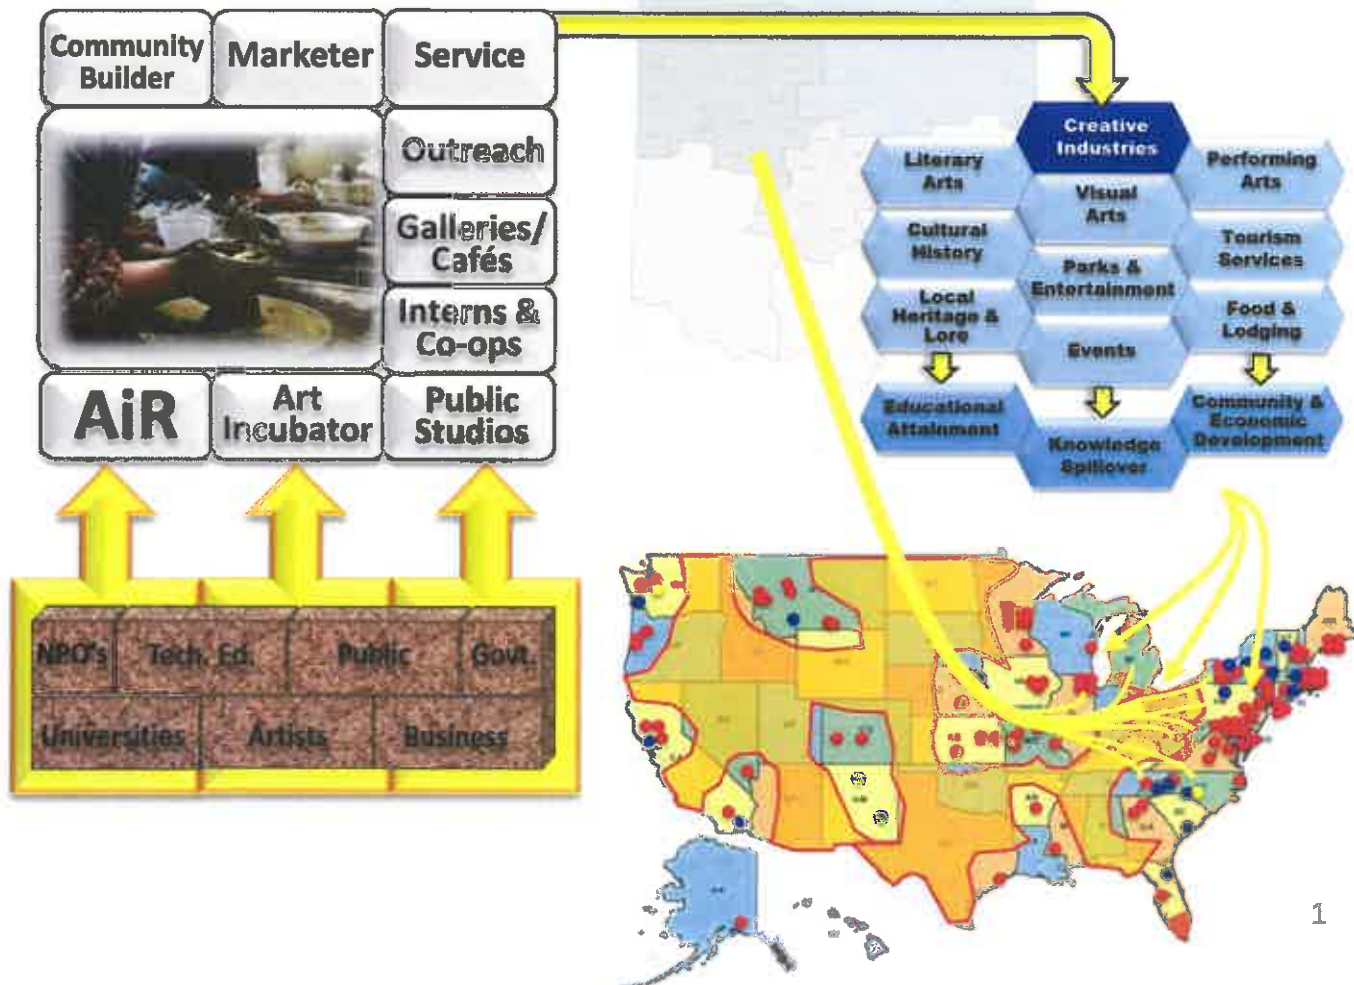 Community
Builder
Marketer
Service
Outreach
Galleries/
Cafés
Interns &
Co-ops
AiR
Art
Incubator
Public
Studios
NPO's
Tech. Ed.
Public
Govt.
Universities
Artists
Business
Creative
Industries
Literary
Arts
Visual
Arts
Performing
Arts
Cultural
History
Parks &
Entertainment
Tourism
Services
Local
Heritage &
Lore
Events
Food &
Lodging
Educational
Attainment
Knowledge
Spillover
Community &
Economic
Development
1